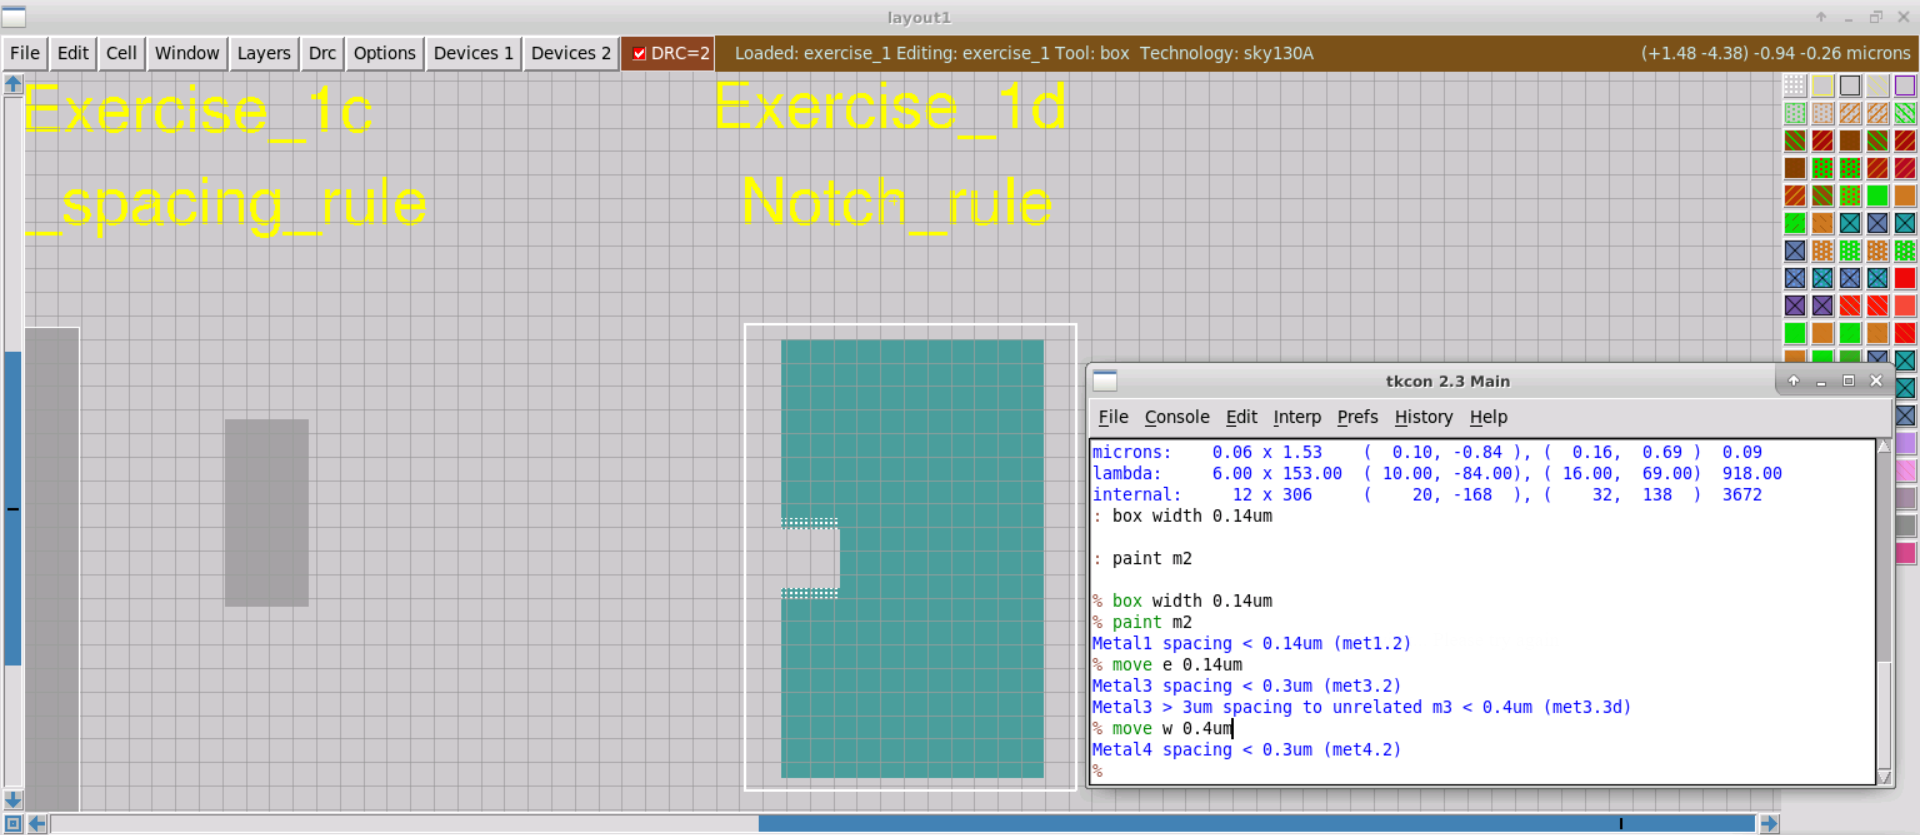 layout1
File Edit Cell Window Layers Drc Options Devices 1 Devices 2 DRC=2 Loaded: exercise_1 Editing: exercise_1 Tool: box Technology: sky130A (+1.48 -4.38) -0.94 -0.26 microns
Exercise_1c
_spacing_rule
Exercise_1d
Notch_rule
tkcon 2.3 Main
File Console Edit Interp Prefs History Help
microns: 0.06 x 1.53 ( 0.10, -0.84 ), ( 0.16, 0.69 ) 0.09
lambda: 6.00 x 153.00 ( 10.00, -84.00), ( 16.00, 69.00) 918.00
internal: 12 x 306 ( 20, -168 ), ( 32, 138 ) 3672
: box width 0.14um
: paint m2
% box width 0.14um
% paint m2
Metal1 spacing < 0.14um (met1.2)
% move e 0.14um
Metal3 spacing < 0.3um (met3.2)
Metal3 > 3um spacing to unrelated m3 < 0.4um (met3.3d)
% move w 0.4um
Metal4 spacing < 0.3um (met4.2)
%